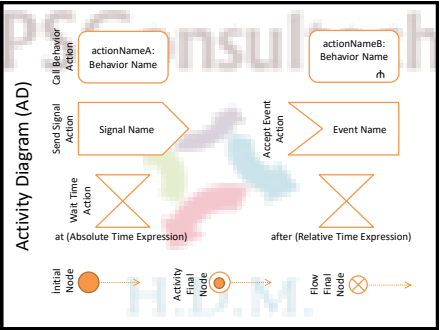 PSConsultech
Activity Diagram (AD)
Call Behavior
Action
actionNameA:
Behavior Name
actionNameB:
Behavior Name
Send Signal
Action
Signal Name
Accept Event
Action
Event Name
Wait Time
Action
at (Absolute Time Expression)
after (Relative Time Expression)
Initial
Node
Activity
Final
Node
Flow
Final
Node
H.D.M.